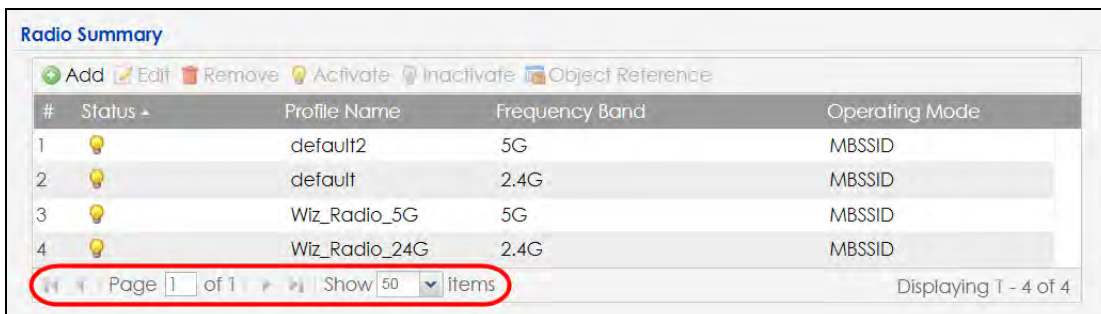 Radio Summary
Add Edit Remove Activate Inactivate Object Reference
# Status Profile Name Frequency Band Operating Mode
1 default2 5G MBSSID
2 default 2.4G MBSSID
3 Wiz_Radio_5G 5G MBSSID
4 Wiz_Radio_24G 2.4G MBSSID
Page 1 of 1 Show 50 items Displaying 1 - 4 of 4